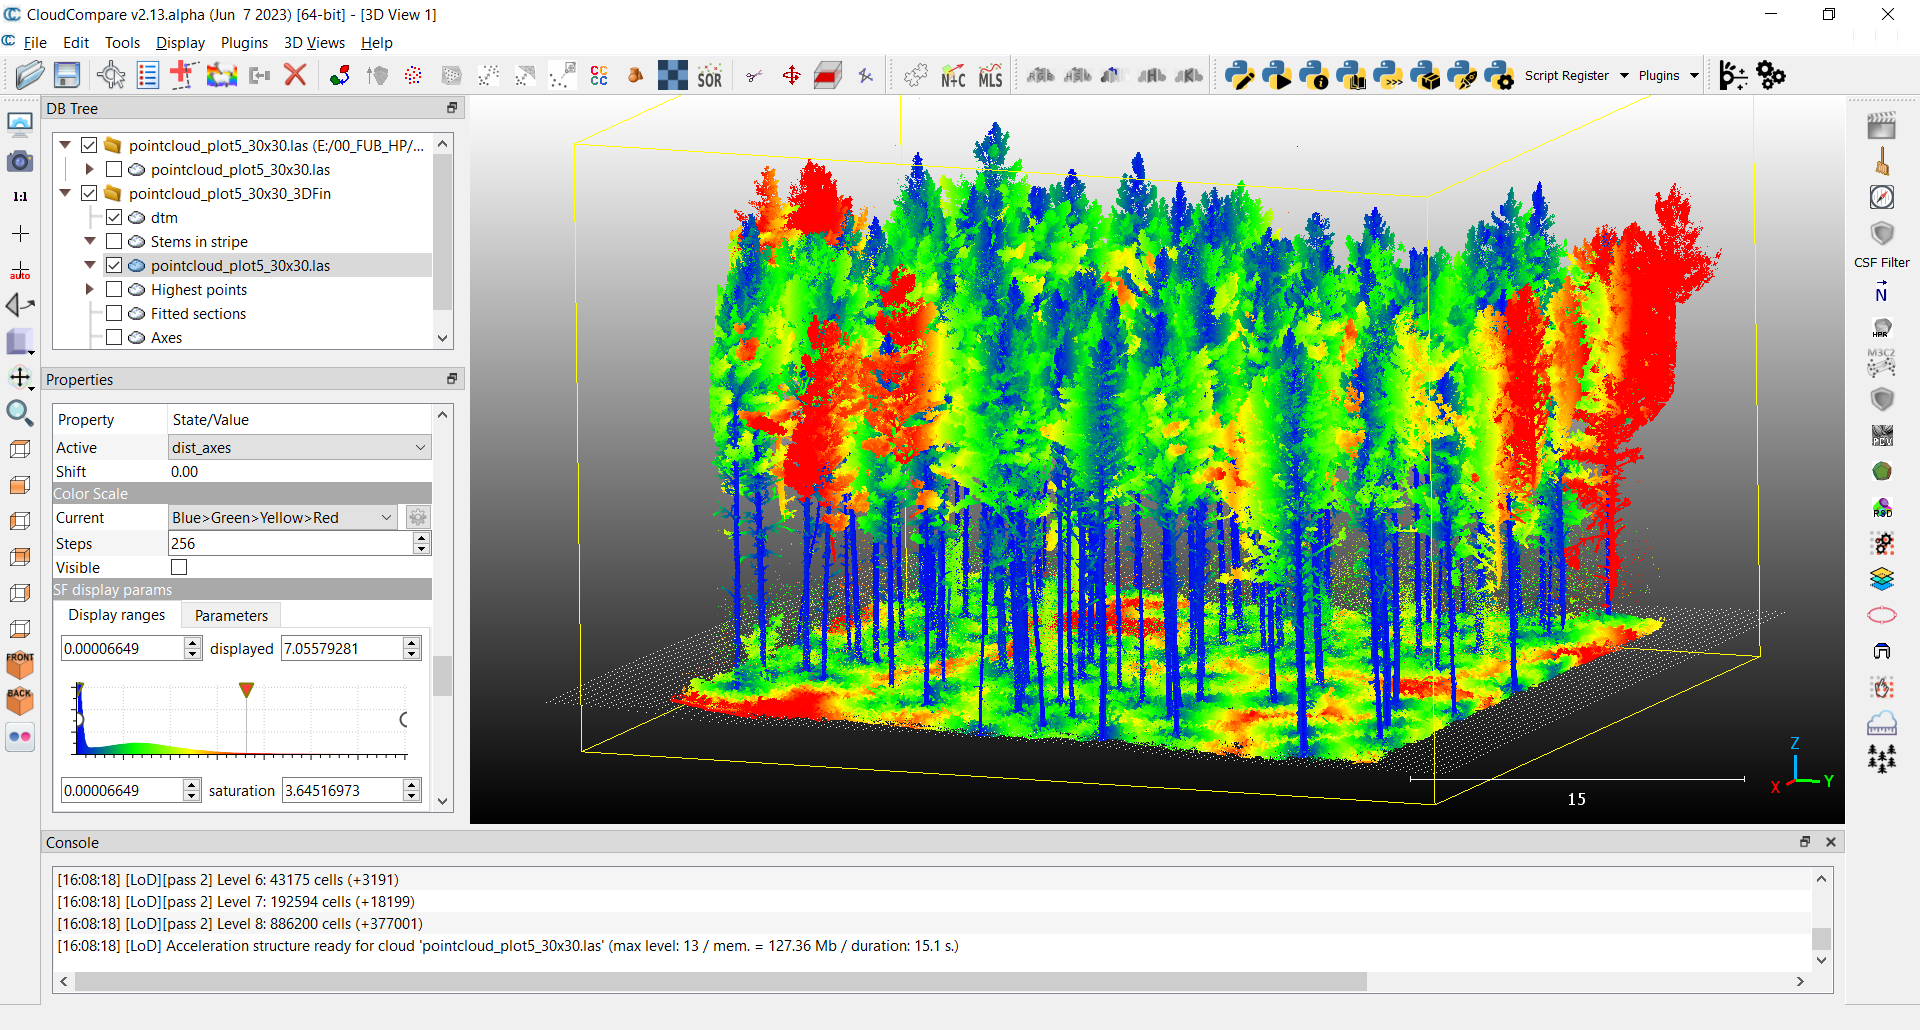 CloudCompare v2.13.alpha (Jun 7 2023) [64-bit] - [3D View 1]
File Edit Tools Display Plugins 3D Views Help
SOR N+C MLS Script Register Plugins
DB Tree
pointcloud_plot5_30x30.las (E:/00_FUB_HP/...
pointcloud_plot5_30x30.las
pointcloud_plot5_30x30_3DFin
dtm
Stems in stripe
pointcloud_plot5_30x30.las
Highest points
Fitted sections
Axes
1:1
auto
FRONT
BACK
Properties
Property State/Value
Active dist_axes
Shift 0.00
Color Scale
Current Blue>Green>Yellow>Red
Steps 256
Visible
SF display params
Display ranges Parameters
0.00006649 displayed 7.05579281
0.00006649 saturation 3.64516973
Z
X
Y
15
CSF Filter
N
HPR
M3C2
PCV
RSD
Console
[16:08:18] [LoD][pass 2] Level 6: 43175 cells (+3191)
[16:08:18] [LoD][pass 2] Level 7: 192594 cells (+18199)
[16:08:18] [LoD][pass 2] Level 8: 886200 cells (+377001)
[16:08:18] [LoD] Acceleration structure ready for cloud 'pointcloud_plot5_30x30.las' (max level: 13 / mem. = 127.36 Mb / duration: 15.1 s.)